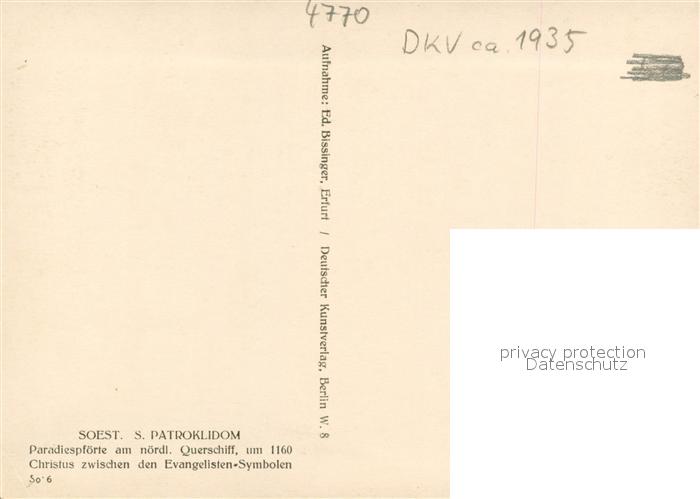 4770
DKV ca. 1935
Aufnahme: Ed. Bissinger, Erfurt / Deutscher Kunstverlag, Berlin W. 8
privacy protection
Datenschutz
SOEST. S. PATROKLIDOM
Paradiespförte am nördl. Querschiff, um 1160
Christus zwischen den Evangelisten-Symbolen
So 6